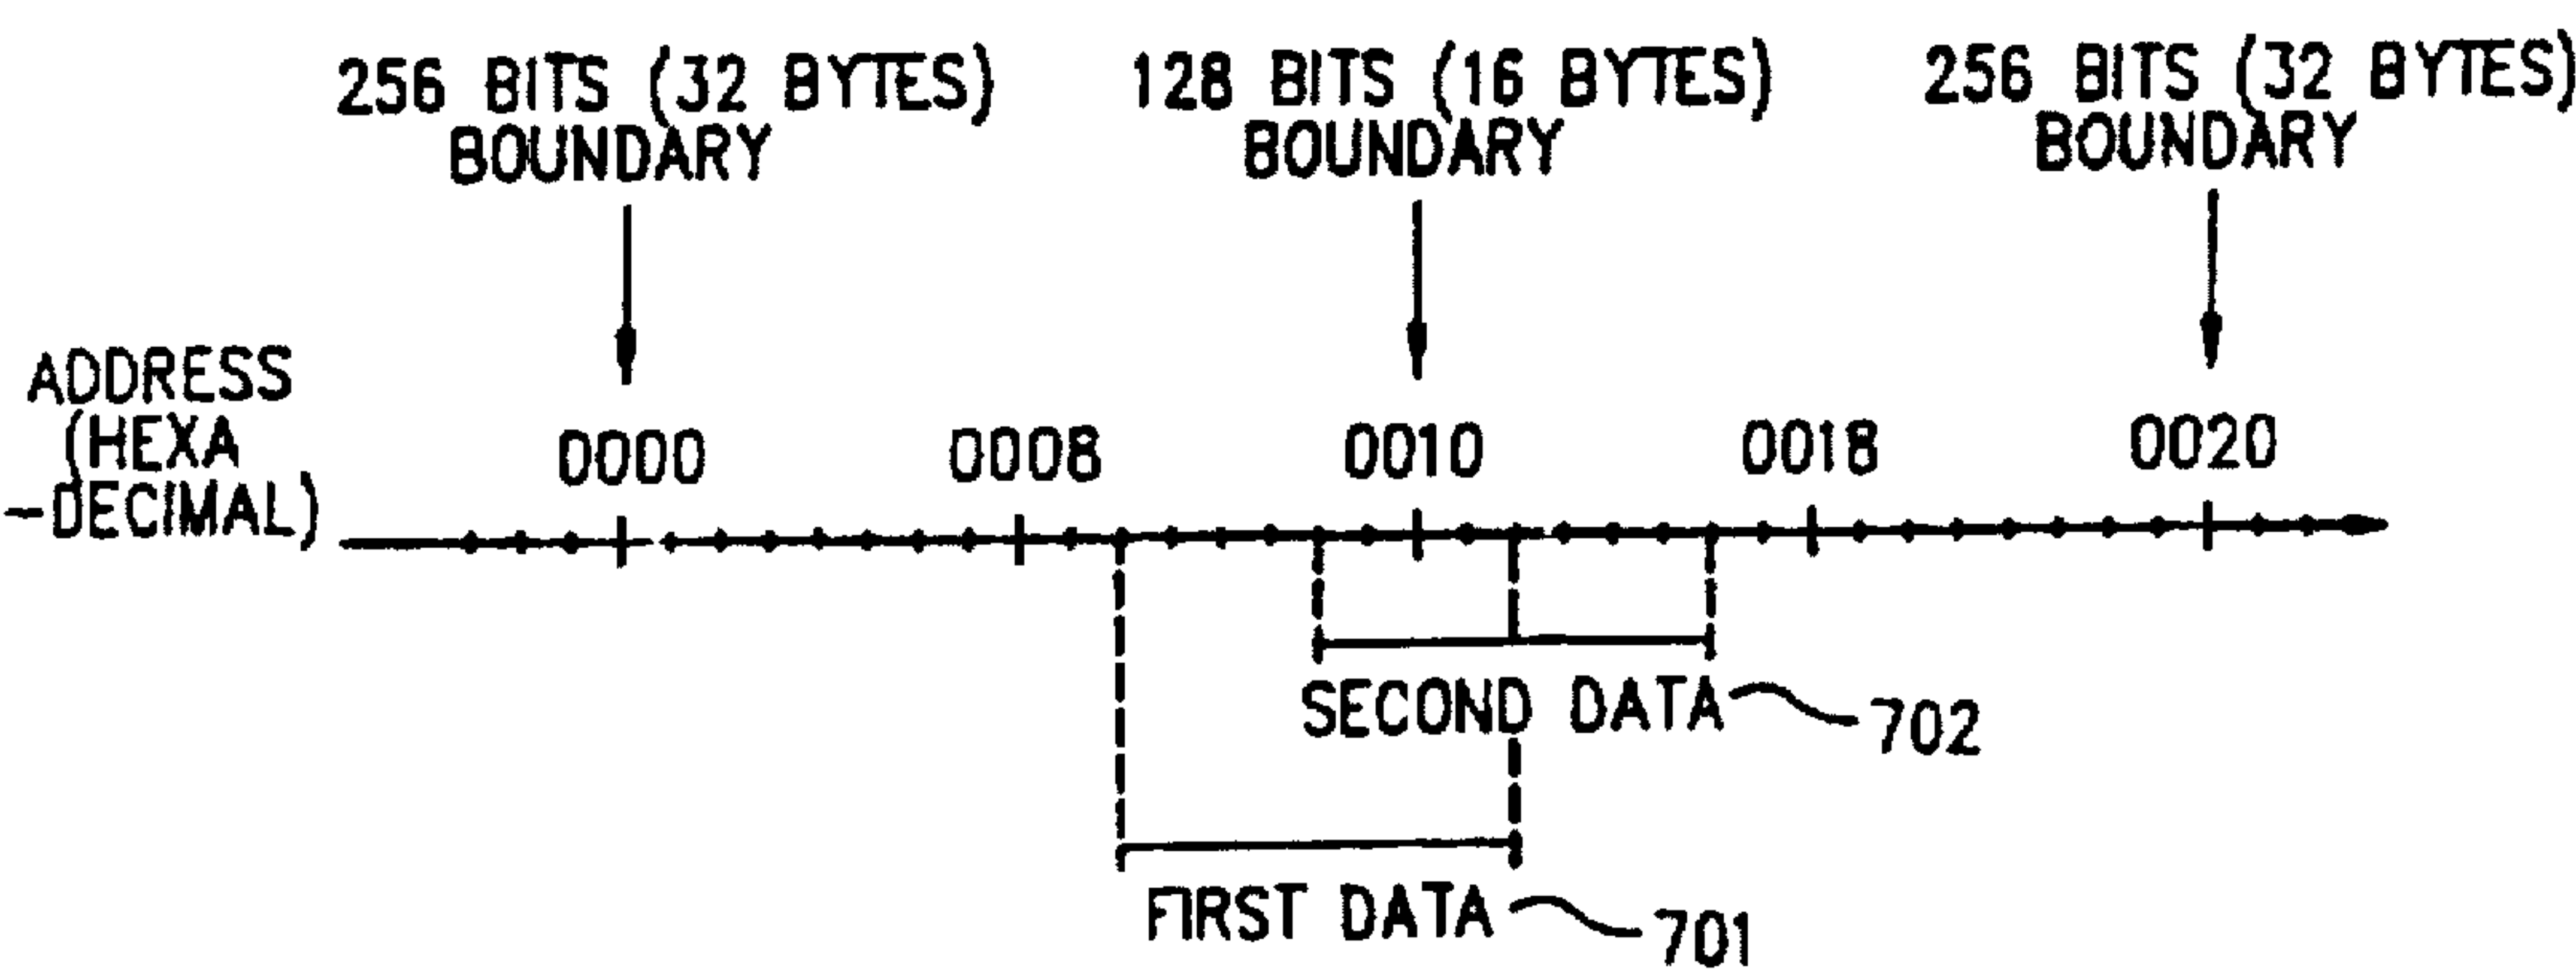 256 BITS (32 BYTES)
BOUNDARY
128 BITS (16 BYTES)
BOUNDARY
256 BITS (32 BYTES)
BOUNDARY
ADDRESS
(HEXA
-DECIMAL)
0000
0008
0010
0018
0020
SECOND DATA
702
FIRST DATA
701